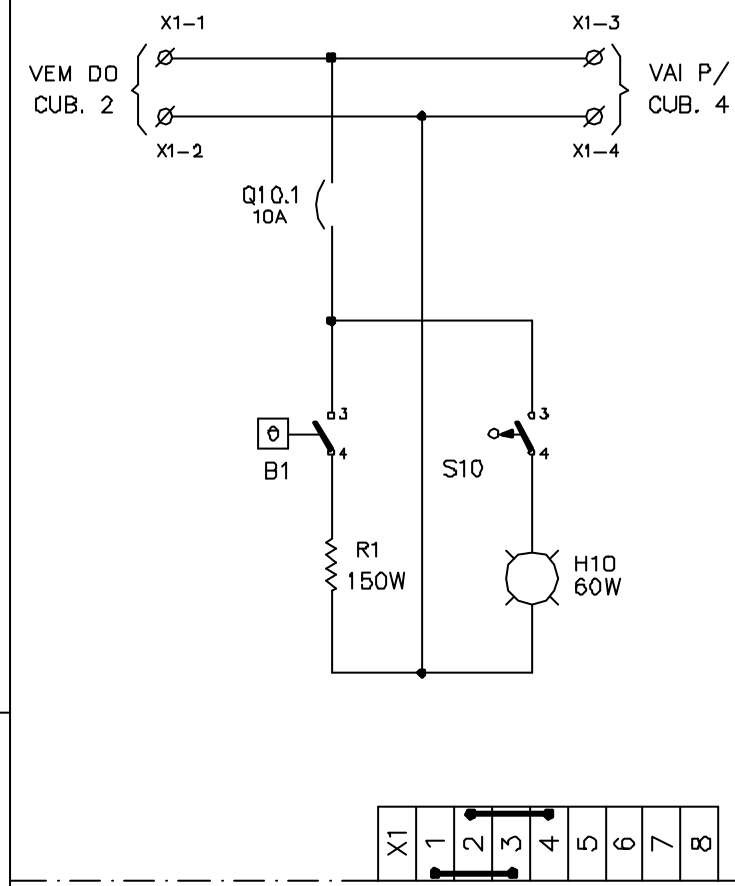 X1-1
X1-3
VEM DO
CUB. 2
VAI P/
CUB. 4
X1-2
X1-4
Q10.1
10A
3
4
B1
θ
3
4
S10
R1
150W
H10
60W
X1 1 2 3 4 5 6 7 8